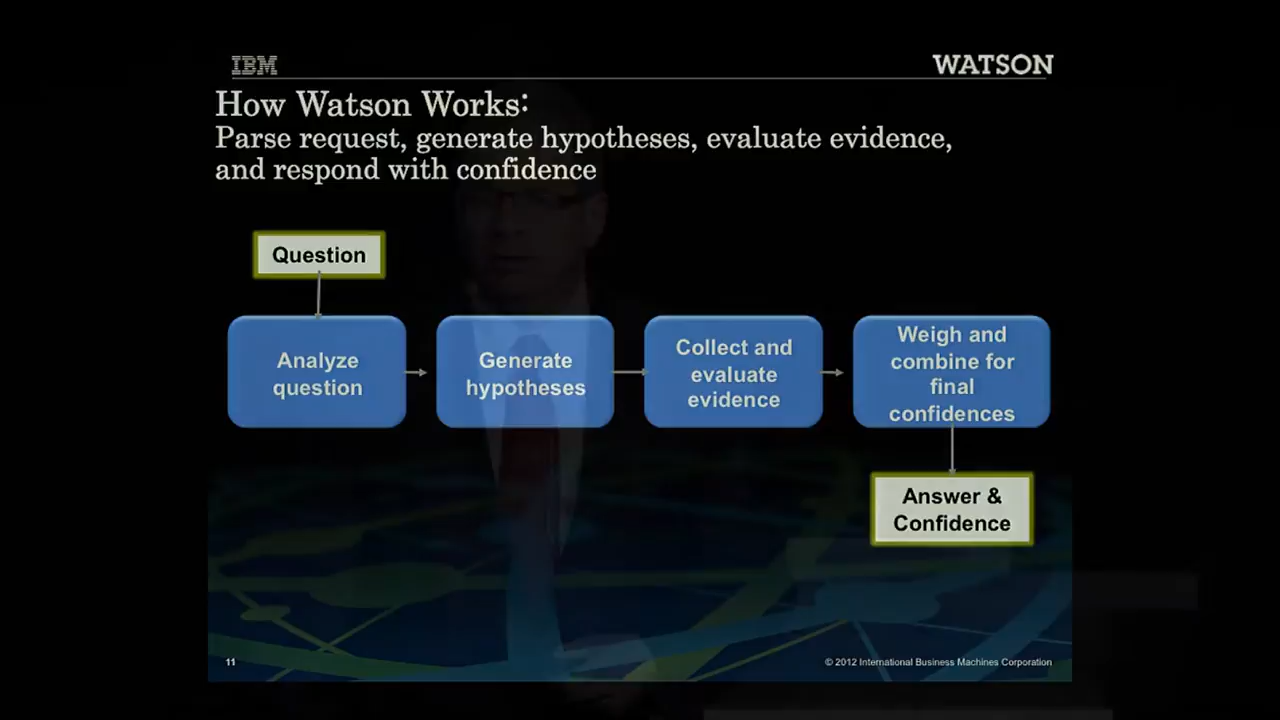 IBM
WATSON
How Watson Works:
Parse request, generate hypotheses, evaluate evidence,
and respond with confidence
Question
Analyze
question
Generate
hypotheses
Collect and
evaluate
evidence
Weigh and
combine for
final
confidences
Answer &
Confidence
11
© 2012 International Business Machines Corporation